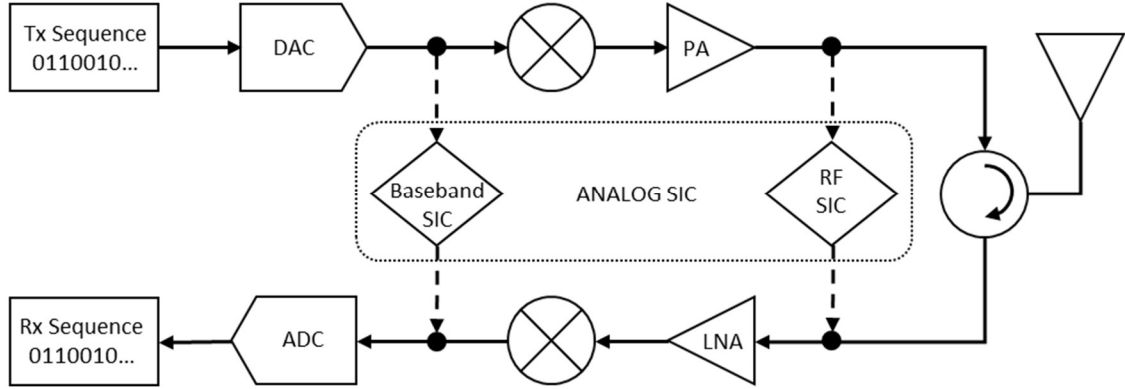 Tx Sequence
0110010...
DAC
PA
Baseband
SIC
ANALOG SIC
RF
SIC
Rx Sequence
0110010...
ADC
LNA